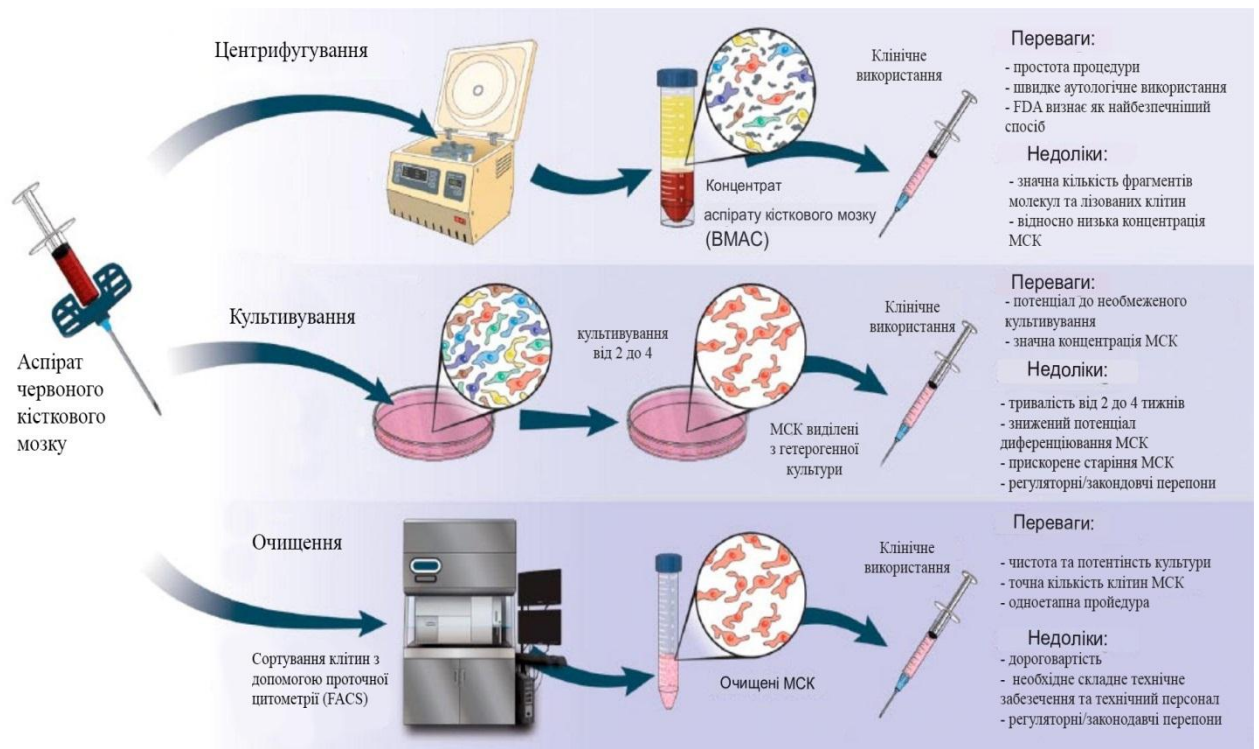 Аспірат
червоного
кісткового
мозку
Центрифугування
Концентрат
аспірату кісткового мозку
(BMAC)
Клінічне
використання
Переваги:
- простота процедури
- швидке аутологічне використання
- FDA визнає як найбезпечніший
спосіб
Недоліки:
- значна кількість фрагментів
молекул та лізованих клітин
- відносно низька концентрація
МСК
Культивування
культивування
від 2 до 4
МСК виділені
з гетерогенної
культури
Клінічне
використання
Переваги:
- потенціал до необмеженого
культивування
- значна концентрація МСК
Недоліки:
- тривалість від 2 до 4 тижнів
- знижений потенціал
диференціювання МСК
- прискорене старіння МСК
- регуляторні/закондовчі перепони
Очищення
Сортування клітин з
допомогою проточної
цитометрії (FACS)
Очищені МСК
Клінічне
використання
Переваги:
- чистота та потентність культури
- точна кількість клітин МСК
- одноетапна пройедура
Недоліки:
- дороговартість
- необхідне складне технічне
забезечення та технічний персонал
- регуляторні/законодавчі перепони